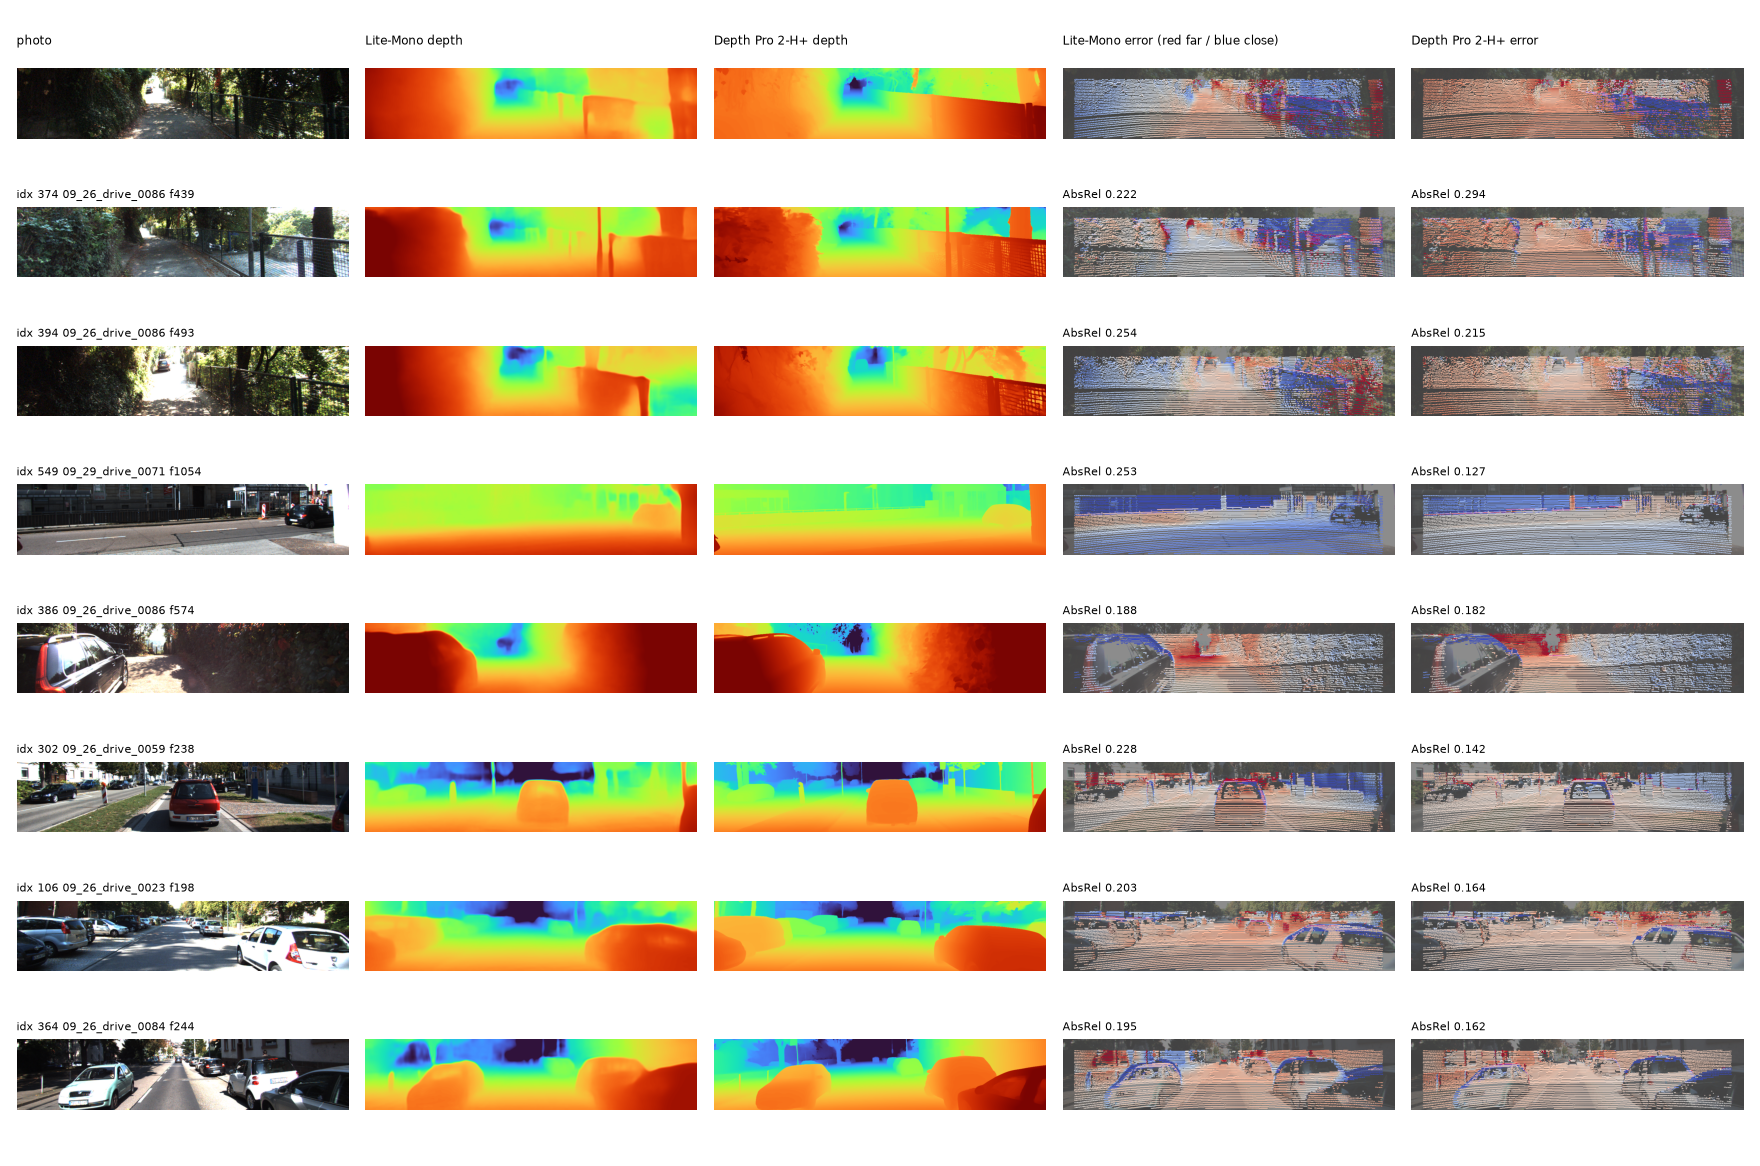 photo Lite-Mono depth Depth Pro 2-H+ depth Lite-Mono error (red far / blue close) Depth Pro 2-H+ error
idx 374 09_26_drive_0086 f439 AbsRel 0.222 AbsRel 0.294
idx 394 09_26_drive_0086 f493 AbsRel 0.254 AbsRel 0.215
idx 549 09_29_drive_0071 f1054 AbsRel 0.253 AbsRel 0.127
idx 386 09_26_drive_0086 f574 AbsRel 0.188 AbsRel 0.182
idx 302 09_26_drive_0059 f238 AbsRel 0.228 AbsRel 0.142
idx 106 09_26_drive_0023 f198 AbsRel 0.203 AbsRel 0.164
idx 364 09_26_drive_0084 f244 AbsRel 0.195 AbsRel 0.162